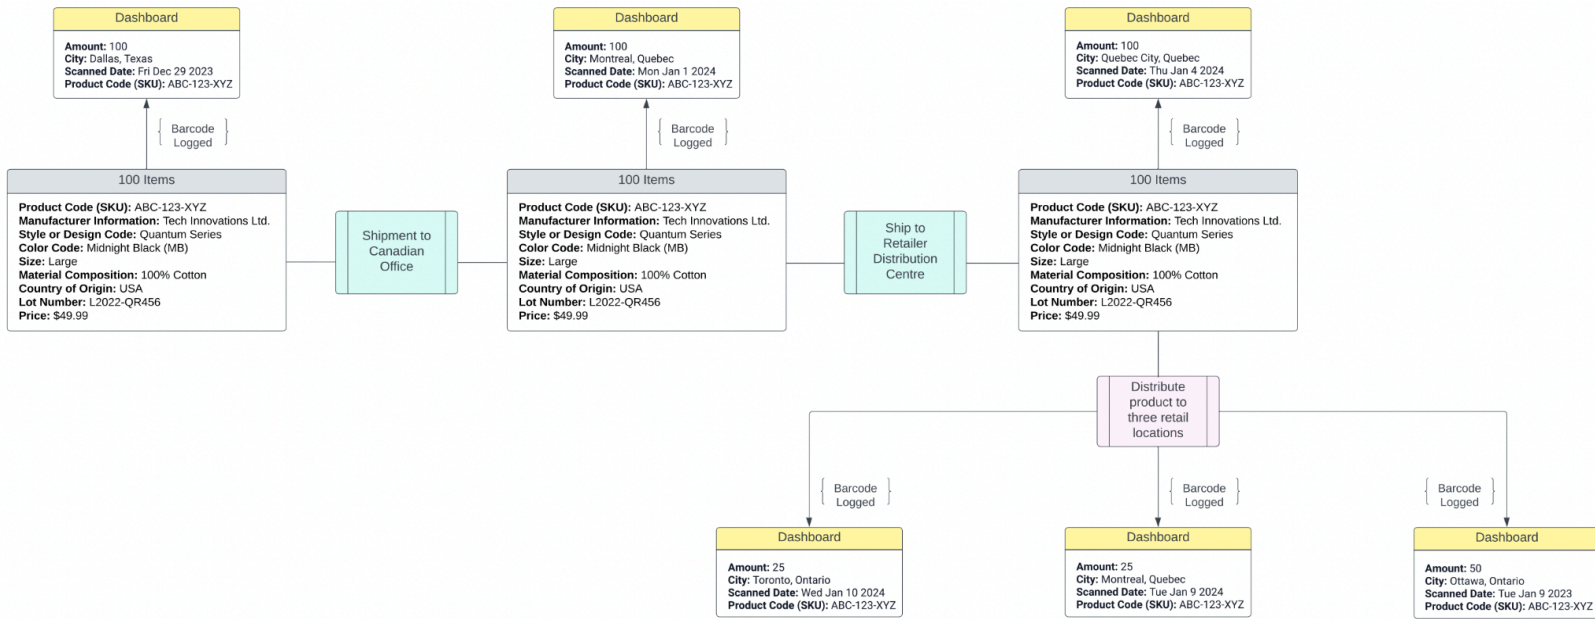 Dashboard
Amount: 100
City: Dallas, Texas
Scanned Date: Fri Dec 29 2023
Product Code (SKU): ABC-123-XYZ
Dashboard
Amount: 100
City: Montreal, Quebec
Scanned Date: Mon Jan 1 2024
Product Code (SKU): ABC-123-XYZ
Dashboard
Amount: 100
City: Quebec City, Quebec
Scanned Date: Thu Jan 4 2024
Product Code (SKU): ABC-123-XYZ
Barcode
Logged
Barcode
Logged
Barcode
Logged
100 Items
Product Code (SKU): ABC-123-XYZ
Manufacturer Information: Tech Innovations Ltd.
Style or Design Code: Quantum Series
Color Code: Midnight Black (MB)
Size: Large
Material Composition: 100% Cotton
Country of Origin: USA
Lot Number: L2022-QR456
Price: $49.99
Shipment to
Canadian
Office
100 Items
Product Code (SKU): ABC-123-XYZ
Manufacturer Information: Tech Innovations Ltd.
Style or Design Code: Quantum Series
Color Code: Midnight Black (MB)
Size: Large
Material Composition: 100% Cotton
Country of Origin: USA
Lot Number: L2022-QR456
Price: $49.99
Ship to
Retailer
Distribution
Centre
100 Items
Product Code (SKU): ABC-123-XYZ
Manufacturer Information: Tech Innovations Ltd.
Style or Design Code: Quantum Series
Color Code: Midnight Black (MB)
Size: Large
Material Composition: 100% Cotton
Country of Origin: USA
Lot Number: L2022-QR456
Price: $49.99
Distribute
product to
three retail
locations
Barcode
Logged
Barcode
Logged
Barcode
Logged
Dashboard
Amount: 25
City: Toronto, Ontario
Scanned Date: Wed Jan 10 2024
Product Code (SKU): ABC-123-XYZ
Dashboard
Amount: 25
City: Montreal, Quebec
Scanned Date: Tue Jan 9 2024
Product Code (SKU): ABC-123-XYZ
Dashboard
Amount: 50
City: Ottawa, Ontario
Scanned Date: Tue Jan 9 2023
Product Code (SKU): ABC-123-XYZ